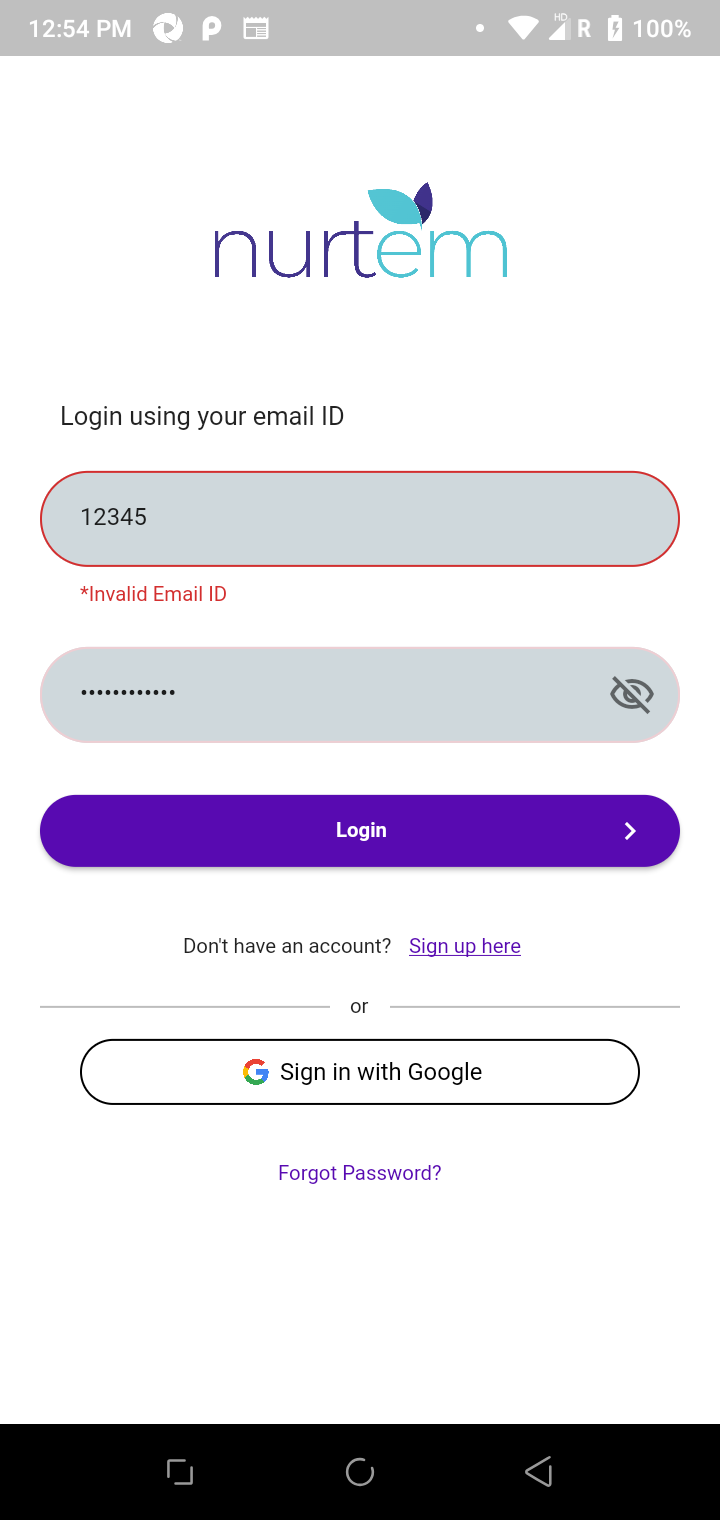 12:54 PM HD R 100%
nurtem
Login using your email ID
12345
*Invalid Email ID
••••••••••••
Login
Don't have an account? Sign up here
or
Sign in with Google
Forgot Password?